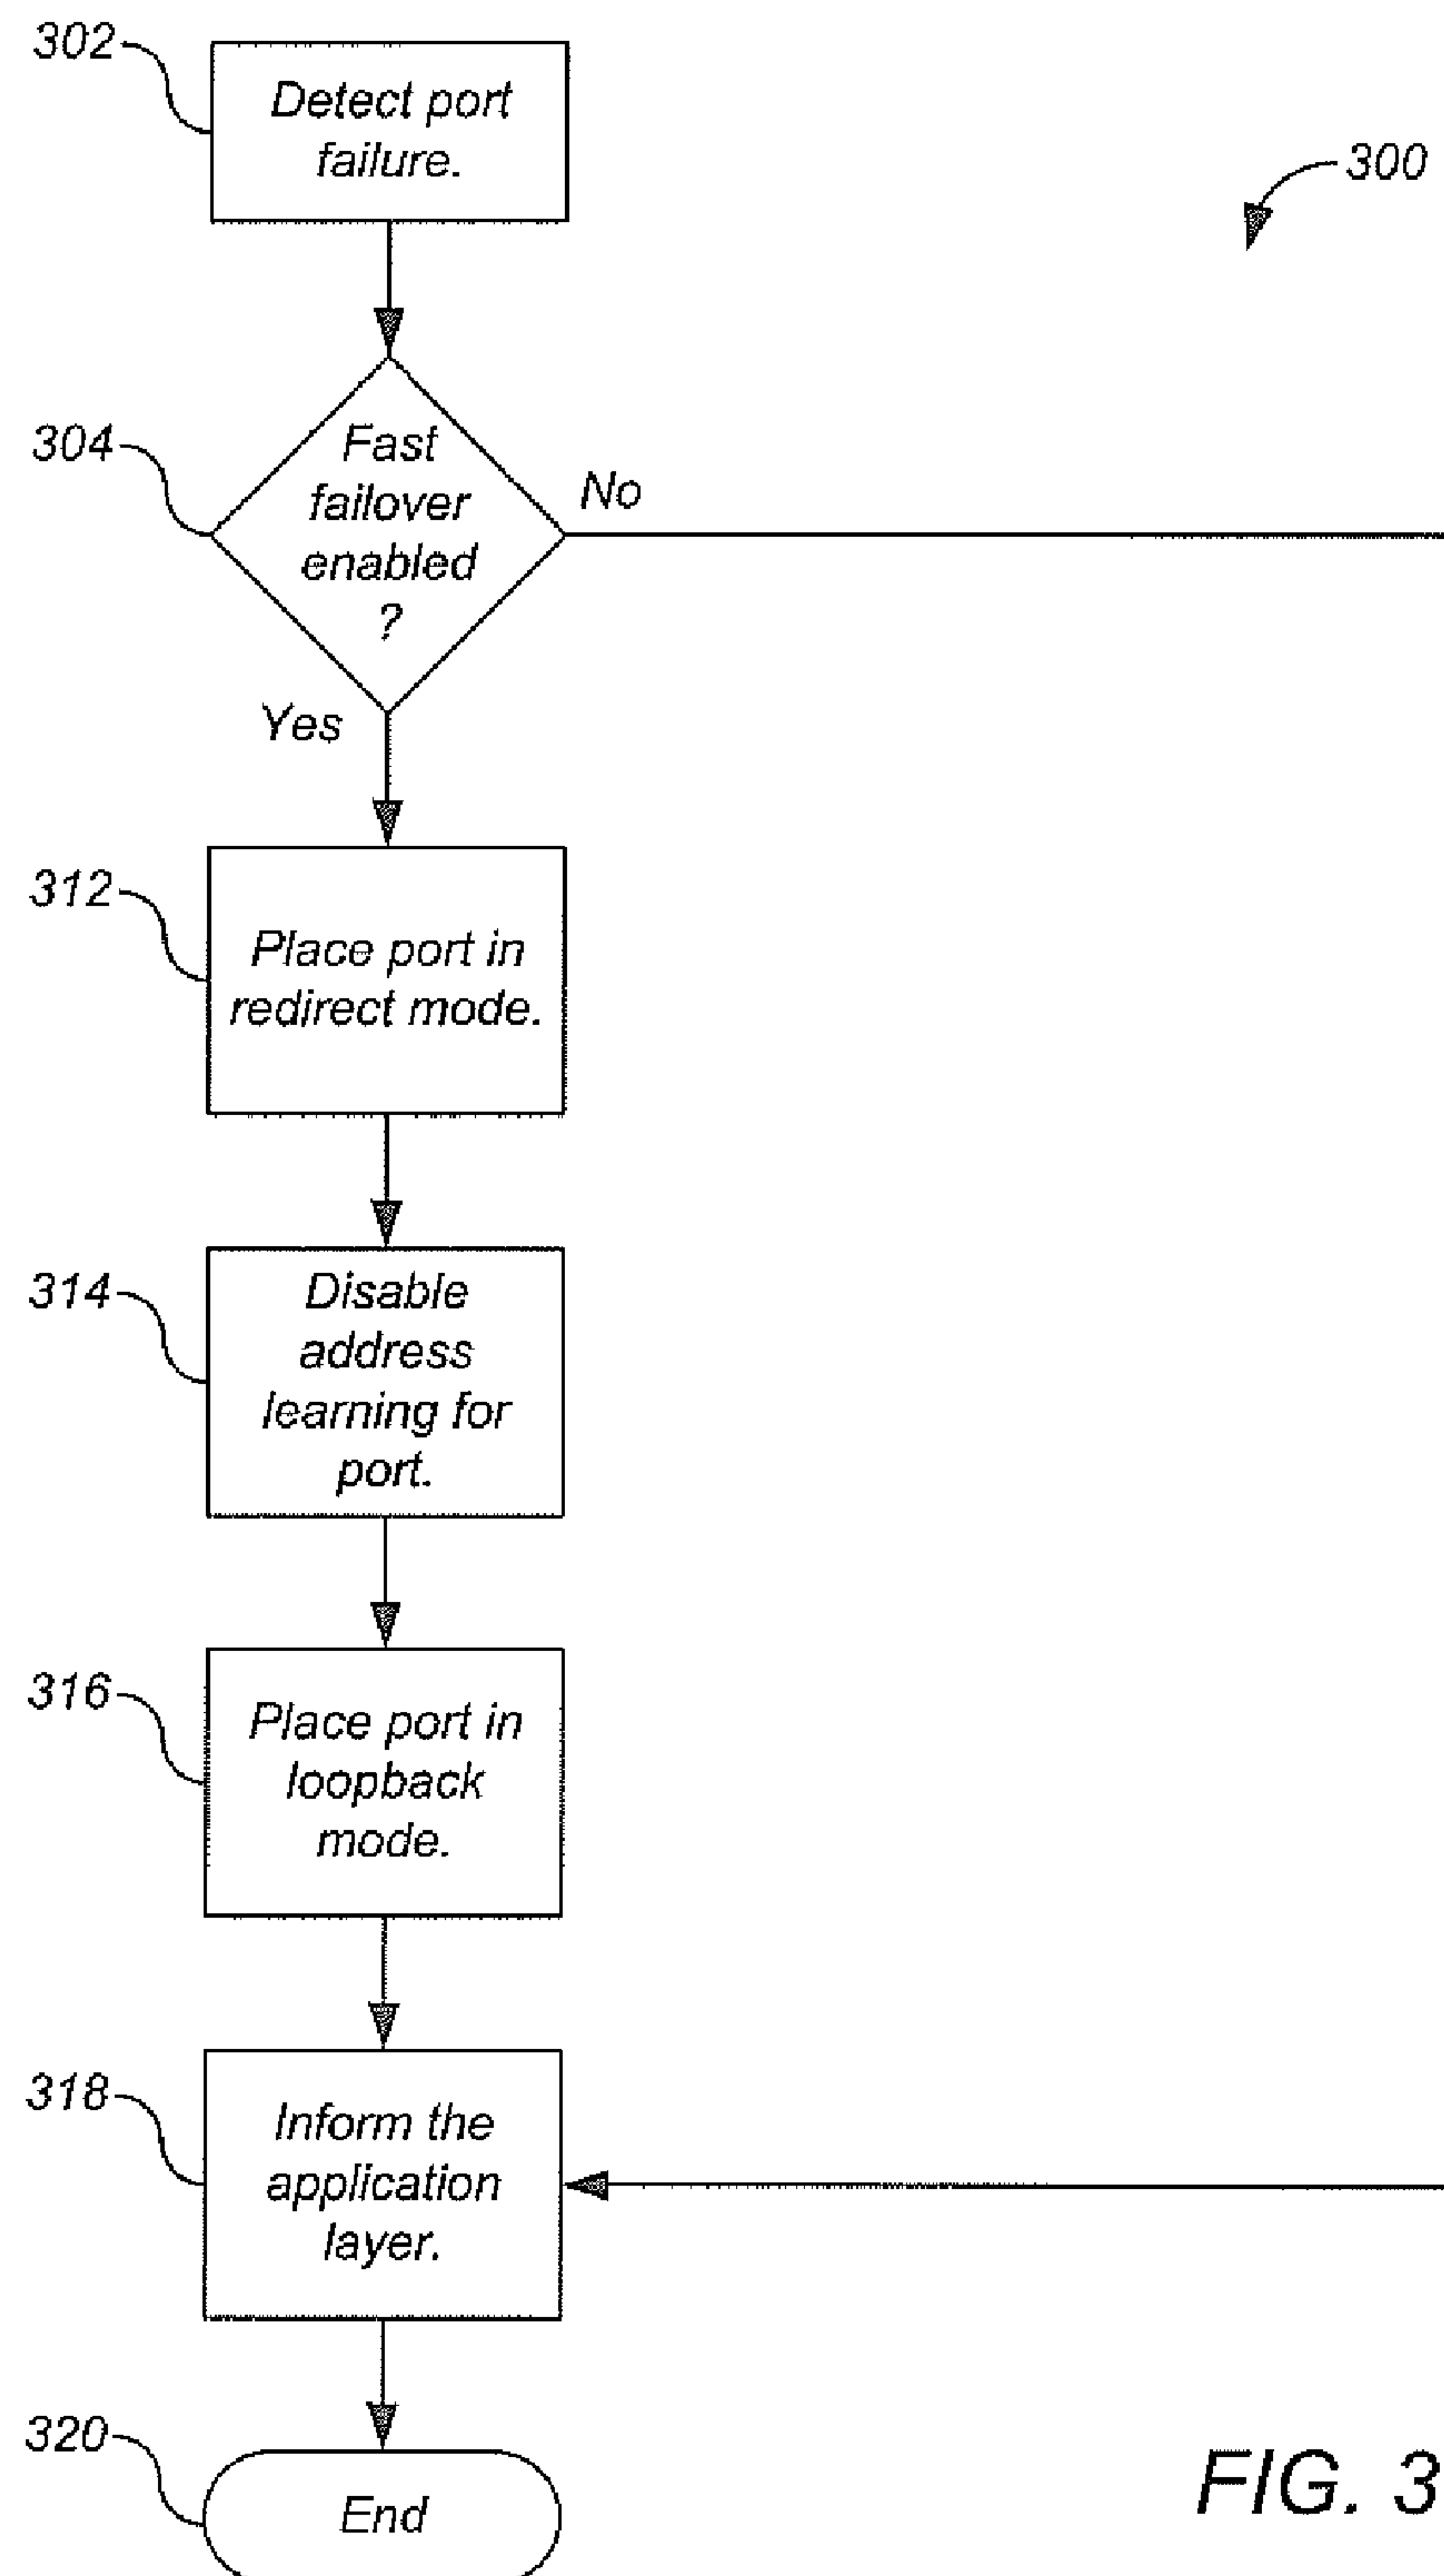 302
Detect port
failure.
300
304
Fast
failover
enabled
?
No
Yes
312
Place port in
redirect mode.
314
Disable
address
learning for
port.
316
Place port in
loopback
mode.
318
Inform the
application
layer.
320
End
FIG. 3